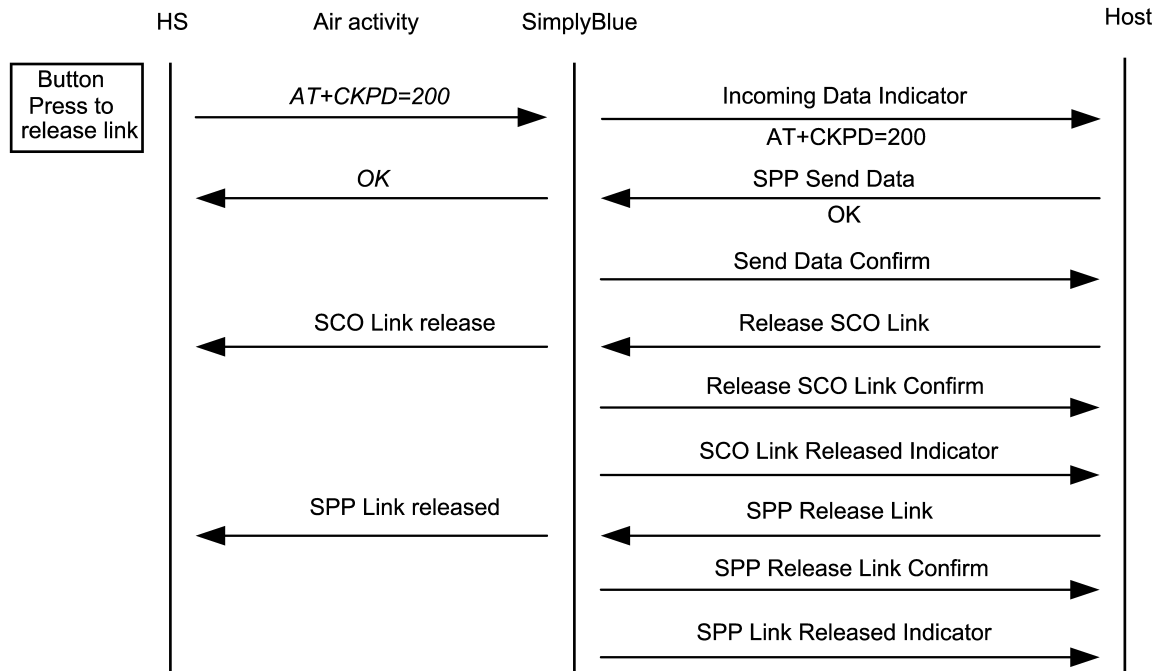 HS Air activity SimplyBlue Host
Button
Press to
release link
AT+CKPD=200
Incoming Data Indicator
AT+CKPD=200
OK
SPP Send Data
OK
Send Data Confirm
SCO Link release
Release SCO Link
Release SCO Link Confirm
SCO Link Released Indicator
SPP Link released
SPP Release Link
SPP Release Link Confirm
SPP Link Released Indicator